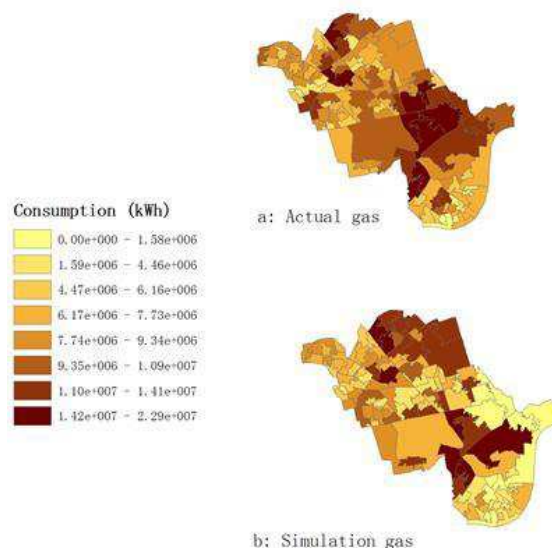 a: Actual gas
Consumption (kWh)
0.00e+000 - 1.58e+006
1.59e+006 - 4.46e+006
4.47e+006 - 6.16e+006
6.17e+006 - 7.73e+006
7.74e+006 - 9.34e+006
9.35e+006 - 1.09e+007
1.10e+007 - 1.41e+007
1.42e+007 - 2.29e+007
b: Simulation gas